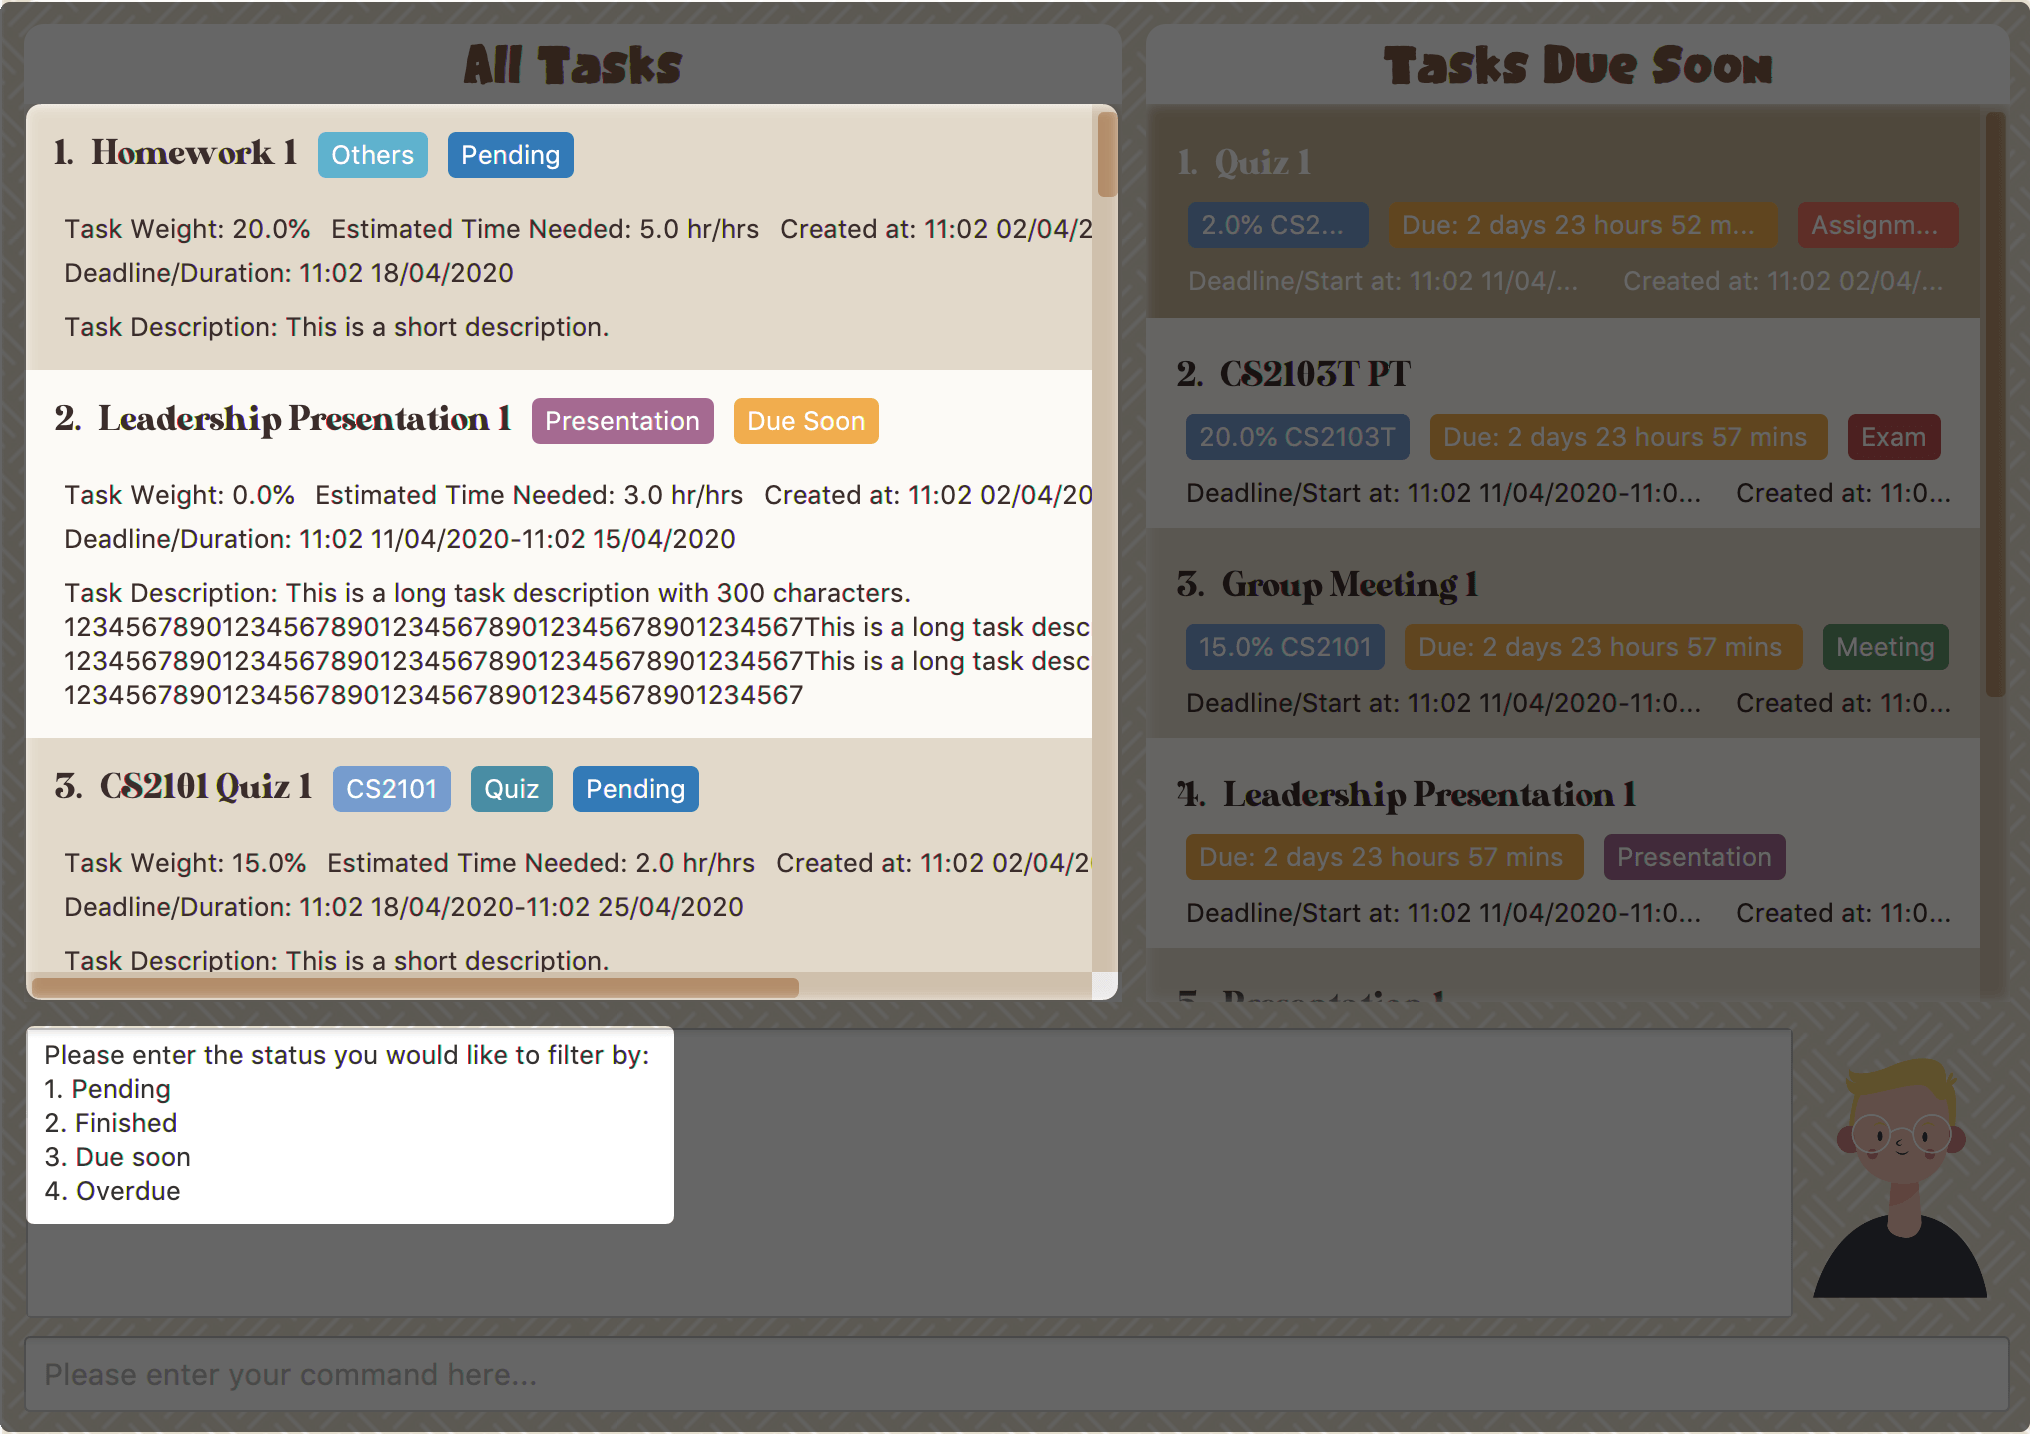 All Tasks
1. Homework 1 Others Pending
Task Weight: 20.0% Estimated Time Needed: 5.0 hr/hrs Created at: 11:02 02/04/2
Deadline/Duration: 11:02 18/04/2020
Task Description: This is a short description.
2. Leadership Presentation 1 Presentation Due Soon
Task Weight: 0.0% Estimated Time Needed: 3.0 hr/hrs Created at: 11:02 02/04/20
Deadline/Duration: 11:02 11/04/2020-11:02 15/04/2020
Task Description: This is a long task description with 300 characters.
12345678901234567890123456789012345678901234567This is a long task desc
12345678901234567890123456789012345678901234567This is a long task desc
12345678901234567890123456789012345678901234567
3. CS2101 Quiz 1 CS2101 Quiz Pending
Task Weight: 15.0% Estimated Time Needed: 2.0 hr/hrs Created at: 11:02 02/04/2
Deadline/Duration: 11:02 18/04/2020-11:02 25/04/2020
Task Description: This is a short description.
Tasks Due Soon
1. Quiz 1
2.0% CS2... Due: 2 days 23 hours 52 m... Assignm...
Deadline/Start at: 11:02 11/04/... Created at: 11:02 02/04/...
2. CS2103T PT
20.0% CS2103T Due: 2 days 23 hours 57 mins Exam
Deadline/Start at: 11:02 11/04/2020-11:0... Created at: 11:0...
3. Group Meeting 1
15.0% CS2101 Due: 2 days 23 hours 57 mins Meeting
Deadline/Start at: 11:02 11/04/2020-11:0... Created at: 11:0...
4. Leadership Presentation 1
Due: 2 days 23 hours 57 mins Presentation
Deadline/Start at: 11:02 11/04/2020-11:0... Created at: 11:0...
5. Presentation 1
Please enter the status you would like to filter by:
1. Pending
2. Finished
3. Due soon
4. Overdue
Please enter your command here...